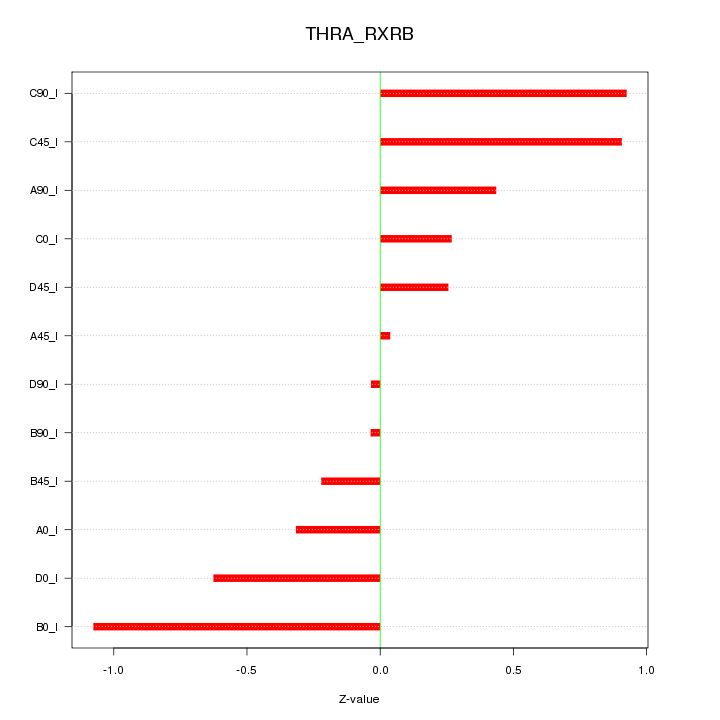 THRA_RXRB
C90_I
C45_I
A90_I
C0_I
D45_I
A45_I
D90_I
B90_I
B45_I
A0_I
D0_I
B0_I
-1.0 -0.5 0.0 0.5 1.0
Z-value